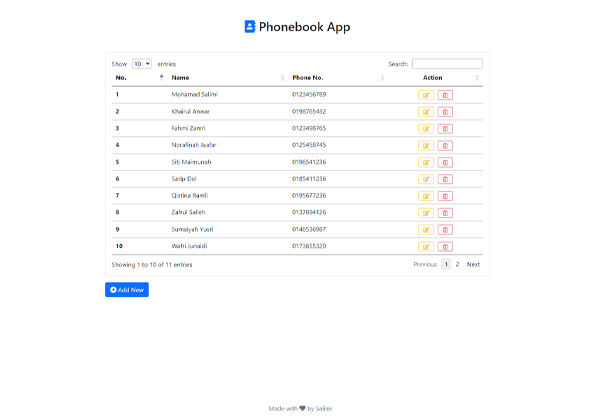 Phonebook App
Show 10 entries Search:
No. Name Phone No. Action
1 Mohamad Salimi 0123456789
2 Khairul Anwar 0198765432
3 Fahmi Zamri 0123498765
4 Norafinah Jaafar 0125458745
5 Siti Maimunah 0196541236
6 Sarip Dol 0185411236
7 Qistina Ramli 0195677236
8 Zafrul Salleh 0137894126
9 Sumaiyah Yusri 0146536987
10 Wafri Junaidi 0173655320
Showing 1 to 10 of 11 entries Previous 1 2 Next
Add New
Made with by Salimi